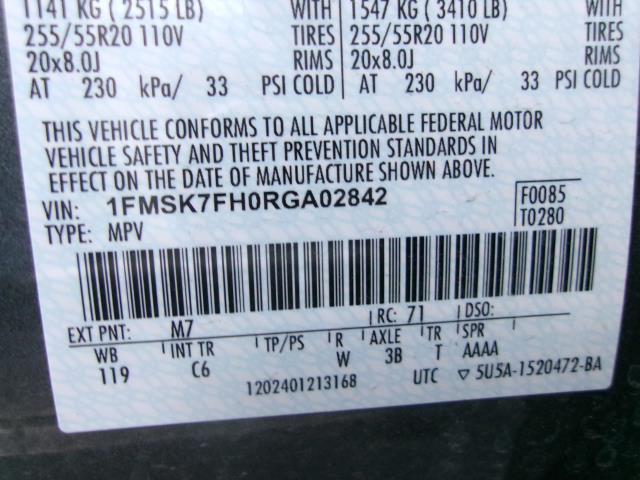 1141 KG ( 2515 LB) WITH 1547 KG ( 3410 LB) WITH
255/55R20 110V TIRES 255/55R20 110V TIRES
20x8.0J RIMS 20x8.0J RIMS
AT 230 kPa/ 33 PSI COLD AT 230 kPa/ 33 PSI COLD
THIS VEHICLE CONFORMS TO ALL APPLICABLE FEDERAL MOTOR
VEHICLE SAFETY AND THEFT PREVENTION STANDARDS IN
EFFECT ON THE DATE OF MANUFACTURE SHOWN ABOVE.
VIN: 1FMSK7FH0RGA02842 F0085
TYPE: MPV T0280
EXT PNT: M7 RC: 71 DSO:
WB INT TR TP/PS R AXLE TR SPR
119 C6 W 3B T AAAA
1202401213168 UTC ▽ 5U5A-1520472-BA